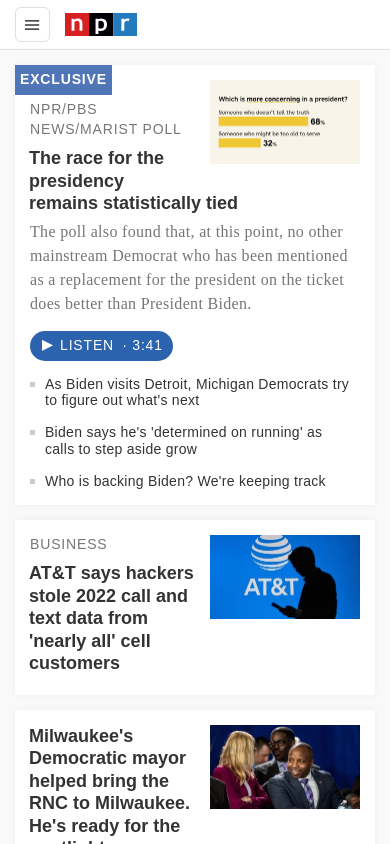 npr
EXCLUSIVE
NPR/PBS
NEWS/MARIST POLL
The race for the
presidency
remains statistically tied
Which is more concerning in a president?
Someone who doesn't tell the truth
68%
Someone who might be too old to serve
32%
The poll also found that, at this point, no other
mainstream Democrat who has been mentioned
as a replacement for the president on the ticket
does better than President Biden.
LISTEN · 3:41
As Biden visits Detroit, Michigan Democrats try
to figure out what's next
Biden says he's 'determined on running' as
calls to step aside grow
Who is backing Biden? We're keeping track
BUSINESS
AT&T says hackers
stole 2022 call and
text data from
'nearly all' cell
customers
AT&T
Milwaukee's
Democratic mayor
helped bring the
RNC to Milwaukee.
He's ready for the